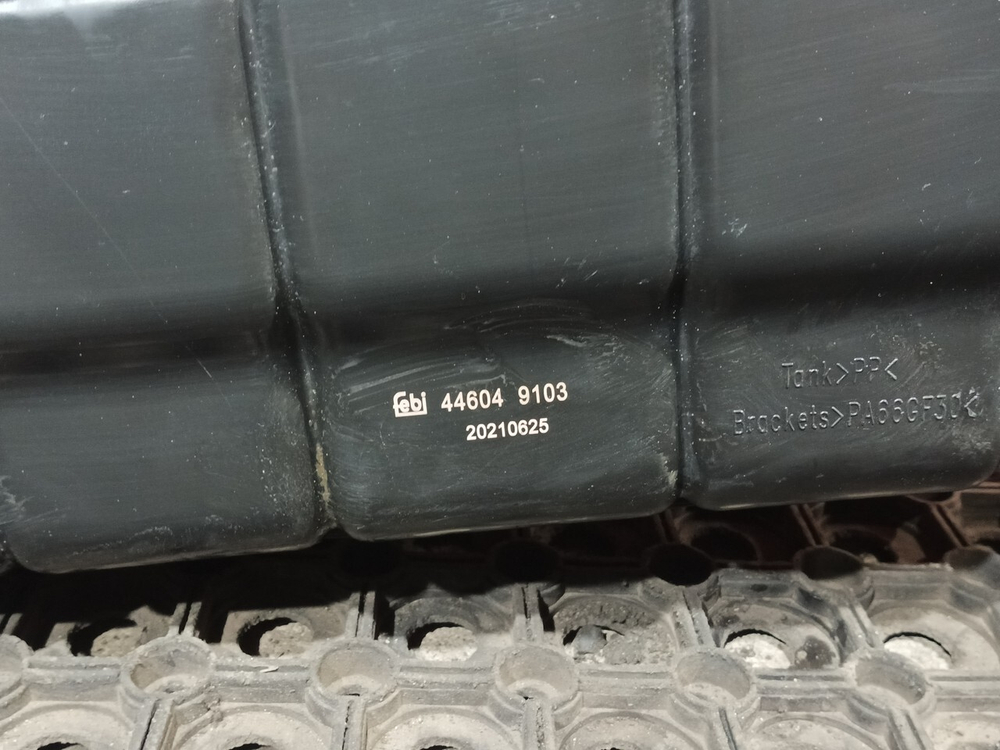 febi 44604 9103
20210625
Tank>PP<
Brackets>PA66GF30<